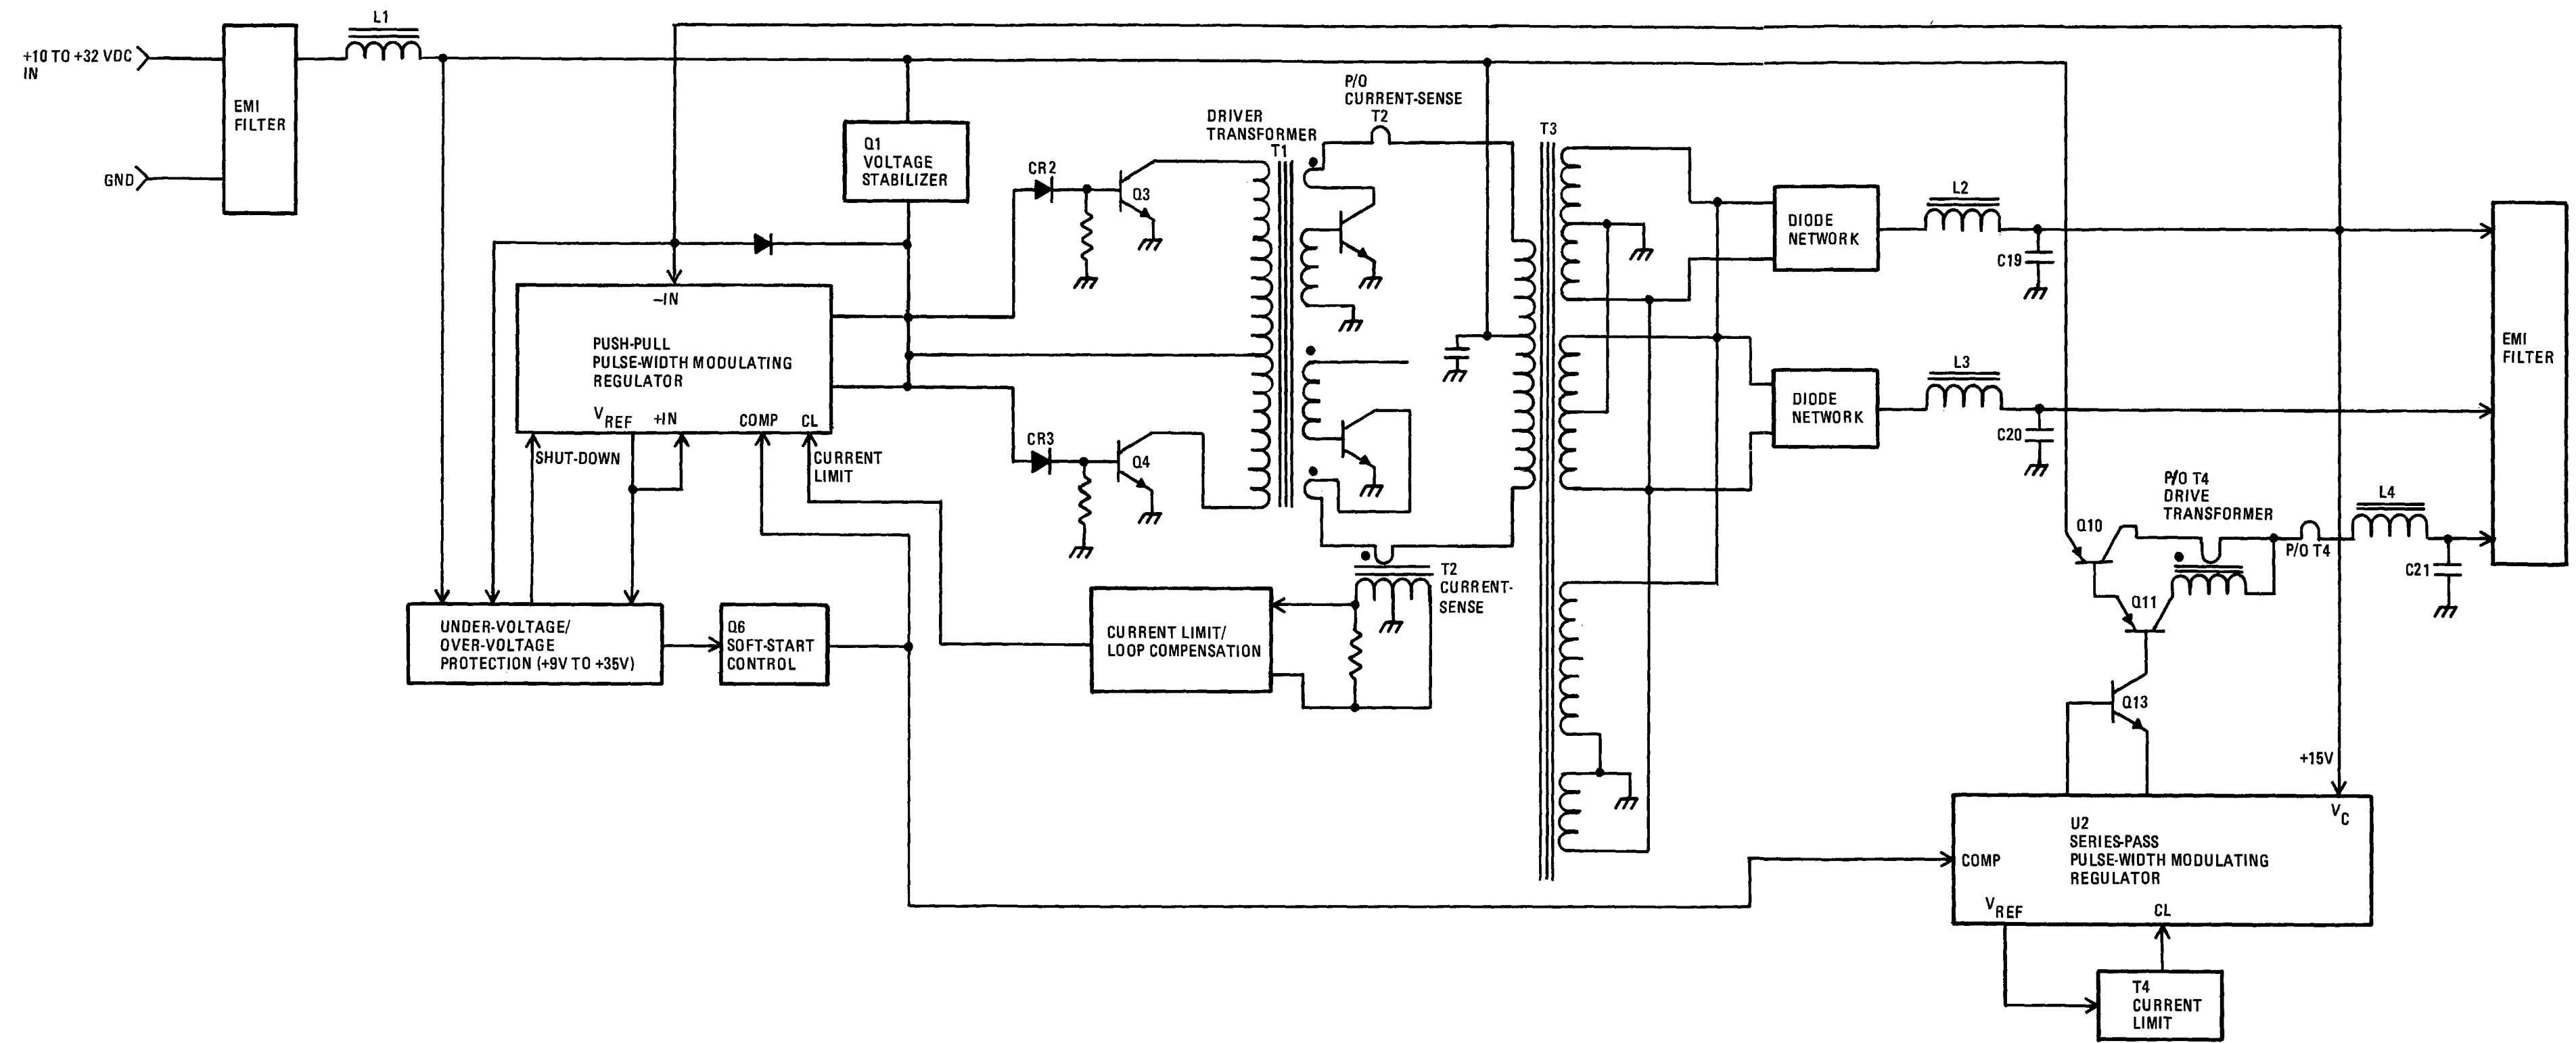 L1
+10 TO +32 VDC
IN
EMI
FILTER
GND
Q1
VOLTAGE
STABILIZER
–IN
PUSH-PULL
PULSE-WIDTH MODULATING
REGULATOR
VREF
+IN
COMP
CL
SHUT-DOWN
CURRENT
LIMIT
UNDER-VOLTAGE/
OVER-VOLTAGE
PROTECTION (+9V TO +35V)
Q6
SOFT-START
CONTROL
CR2
Q3
CR3
Q4
DRIVER
TRANSFORMER
T1
P/O
CURRENT-SENSE
T2
T3
CURRENT LIMIT/
LOOP COMPENSATION
T2
CURRENT-
SENSE
DIODE
NETWORK
L2
C19
DIODE
NETWORK
L3
C20
EMI
FILTER
P/O T4
DRIVE
TRANSFORMER
L4
Q10
P/O T4
C21
Q11
Q13
+15V
VC
U2
SERIES-PASS
PULSE-WIDTH MODULATING
REGULATOR
COMP
VREF
CL
T4
CURRENT
LIMIT